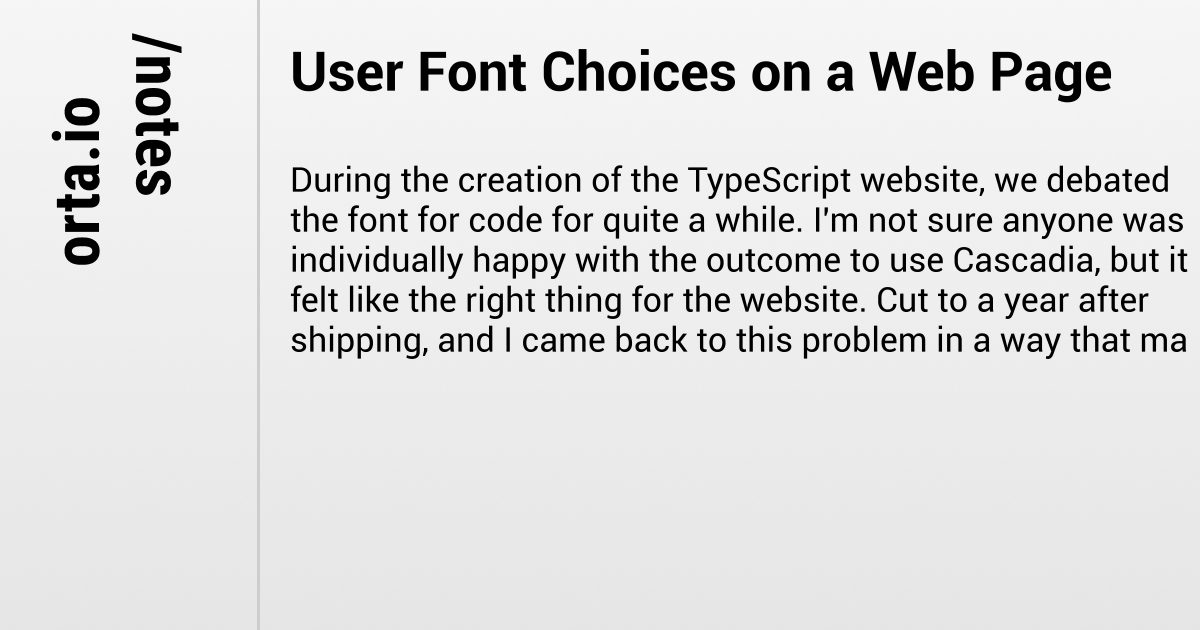 orta.io
/notes
User Font Choices on a Web Page
During the creation of the TypeScript website, we debated
the font for code for quite a while. I'm not sure anyone was
individually happy with the outcome to use Cascadia, but it
felt like the right thing for the website. Cut to a year after
shipping, and I came back to this problem in a way that ma